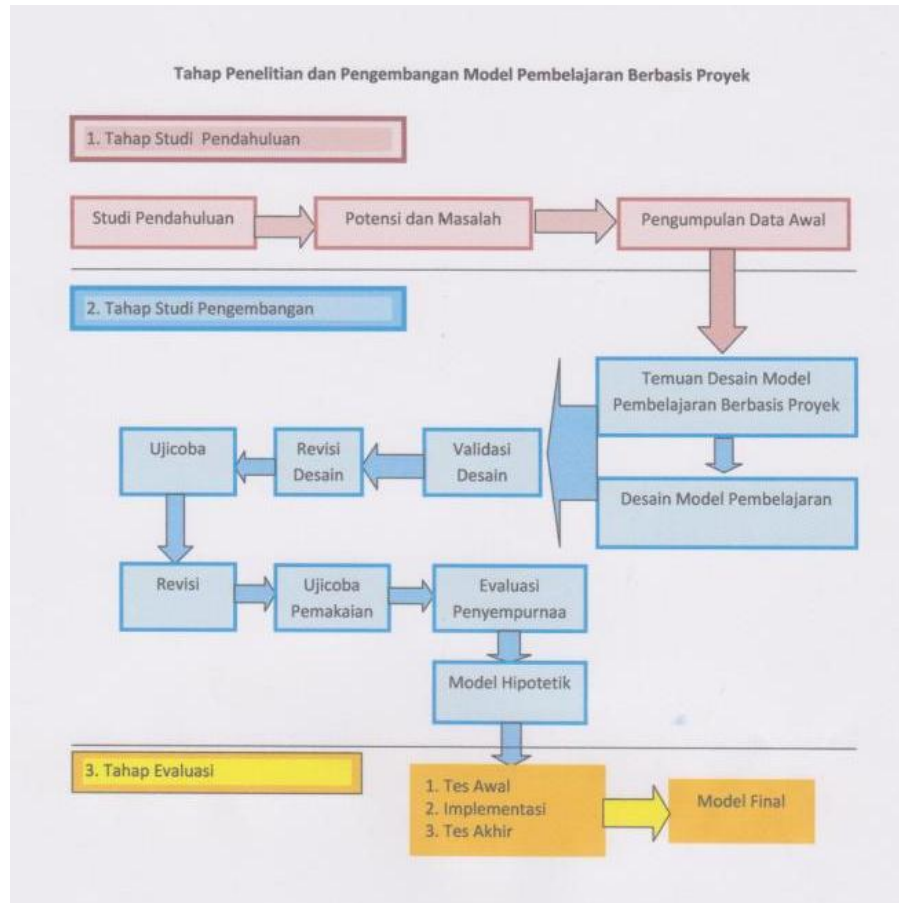 Tahap Penelitian dan Pengembangan Model Pembelajaran Berbasis Proyek
1. Tahap Studi Pendahuluan
Studi Pendahuluan
Potensi dan Masalah
Pengumpulan Data Awal
2. Tahap Studi Pengembangan
Temuan Desain Model
Pembelajaran Berbasis Proyek
Desain Model Pembelajaran
Validasi
Desain
Revisi
Desain
Ujicoba
Revisi
Ujicoba
Pemakaian
Evaluasi
Penyempurnaa
Model Hipotetik
3. Tahap Evaluasi
1. Tes Awal
2. Implementasi
3. Tes Akhir
Model Final